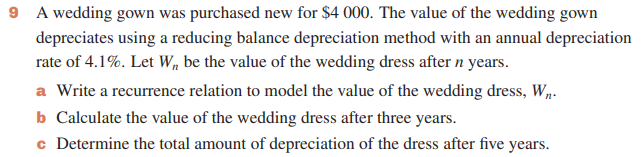 9 A wedding gown was purchased new for $4 000. The value of the wedding gown
depreciates using a reducing balance depreciation method with an annual depreciation
rate of 4.1%. Let Wₙ be the value of the wedding dress after n years.
a Write a recurrence relation to model the value of the wedding dress, Wₙ.
b Calculate the value of the wedding dress after three years.
c Determine the total amount of depreciation of the dress after five years.